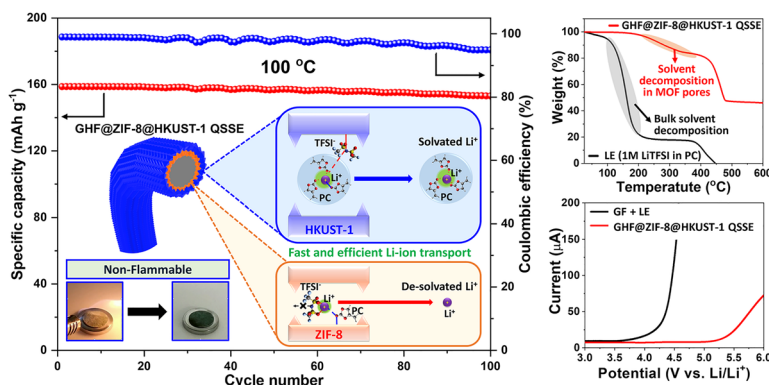 Specific capacity (mAh g⁻¹)
200
160
120
80
40
0
100 °C
GHF@ZIF-8@HKUST-1 QSSE
TFSI⁻
Li⁺
PC
HKUST-1
Solvated Li⁺
Li⁺
PC
Fast and efficient Li-ion transport
TFSI⁻
Li⁺
PC
ZIF-8
De-solvated Li⁺
Li⁺
Non-Flammable
0
20
40
60
80
100
Cycle number
100
80
60
40
20
0
Coulombic efficiency (%)
GHF@ZIF-8@HKUST-1 QSSE
Solvent
decomposition
in MOF pores
Bulk solvent
decomposition
LE (1M LiTFSI in PC)
Weight (%)
100
80
60
40
20
0
0
100
200
300
400
500
600
Temperatute (°C)
GF + LE
GHF@ZIF-8@HKUST-1 QSSE
Current (μA)
200
150
100
50
0
3.0
3.5
4.0
4.5
5.0
5.5
6.0
Potential (V vs. Li/Li⁺)